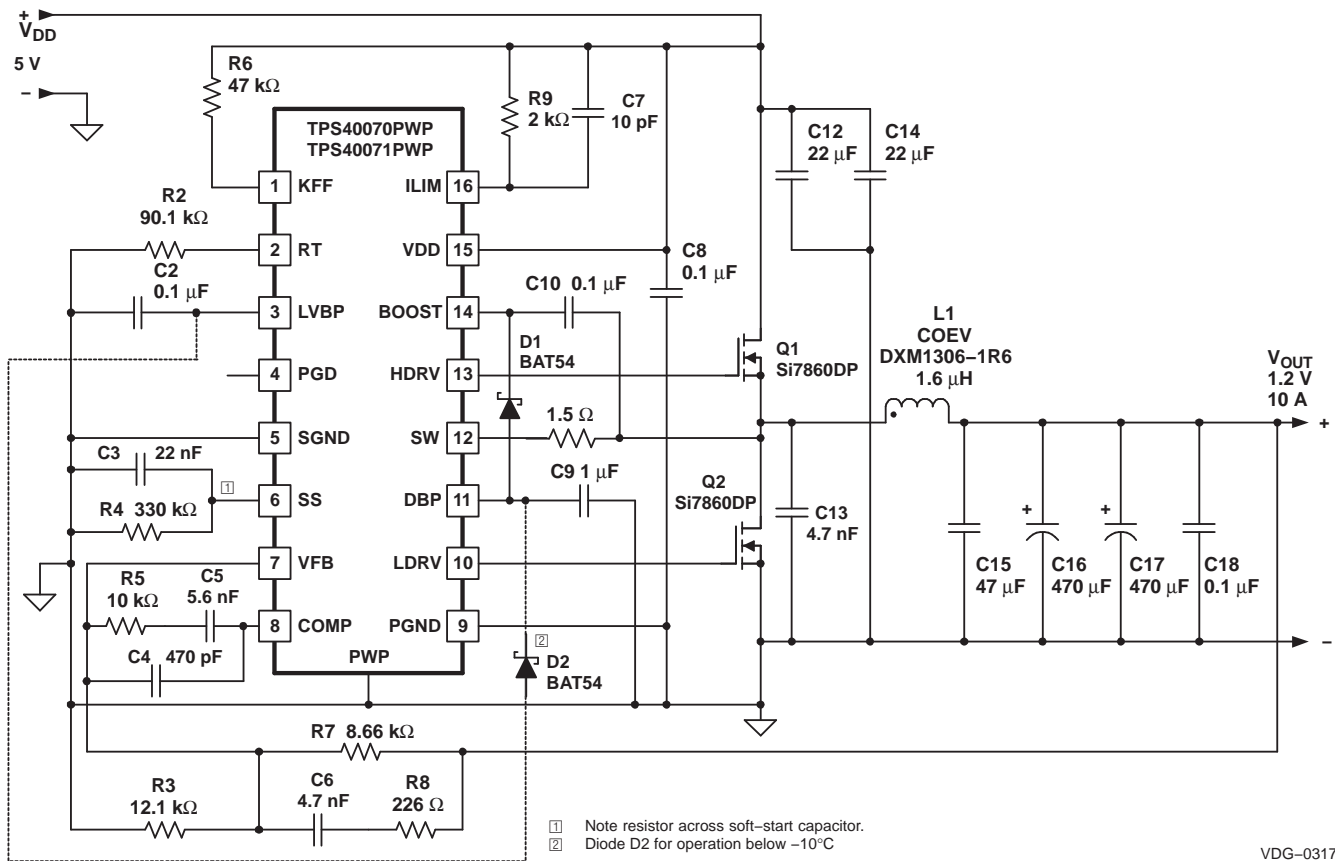 +
VDD
5 V
−
R6
47 kΩ
TPS40070PWP
TPS40071PWP
R9
2 kΩ
C7
10 pF
C12
22 μF
C14
22 μF
1 KFF
ILIM 16
R2
90.1 kΩ
2 RT
VDD 15
C8
0.1 μF
C2
0.1 μF
3 LVBP
BOOST 14
C10 0.1 μF
D1
BAT54
4 PGD
HDRV 13
Q1
Si7860DP
L1
COEV
DXM1306−1R6
1.6 μH
VOUT
1.2 V
10 A
+
5 SGND
SW 12
1.5 Ω
C3 22 nF
1
6 SS
DBP 11
C9 1 μF
Q2
Si7860DP
C13
4.7 nF
R4 330 kΩ
7 VFB
LDRV 10
+
+
C15
47 μF
C16
470 μF
C17
470 μF
C18
0.1 μF
R5
10 kΩ
C5
5.6 nF
8 COMP
PGND 9
−
C4 470 pF
PWP
2
D2
BAT54
R7 8.66 kΩ
R3
12.1 kΩ
C6
4.7 nF
R8
226 Ω
1 Note resistor across soft−start capacitor.
2 Diode D2 for operation below −10°C
VDG−0317